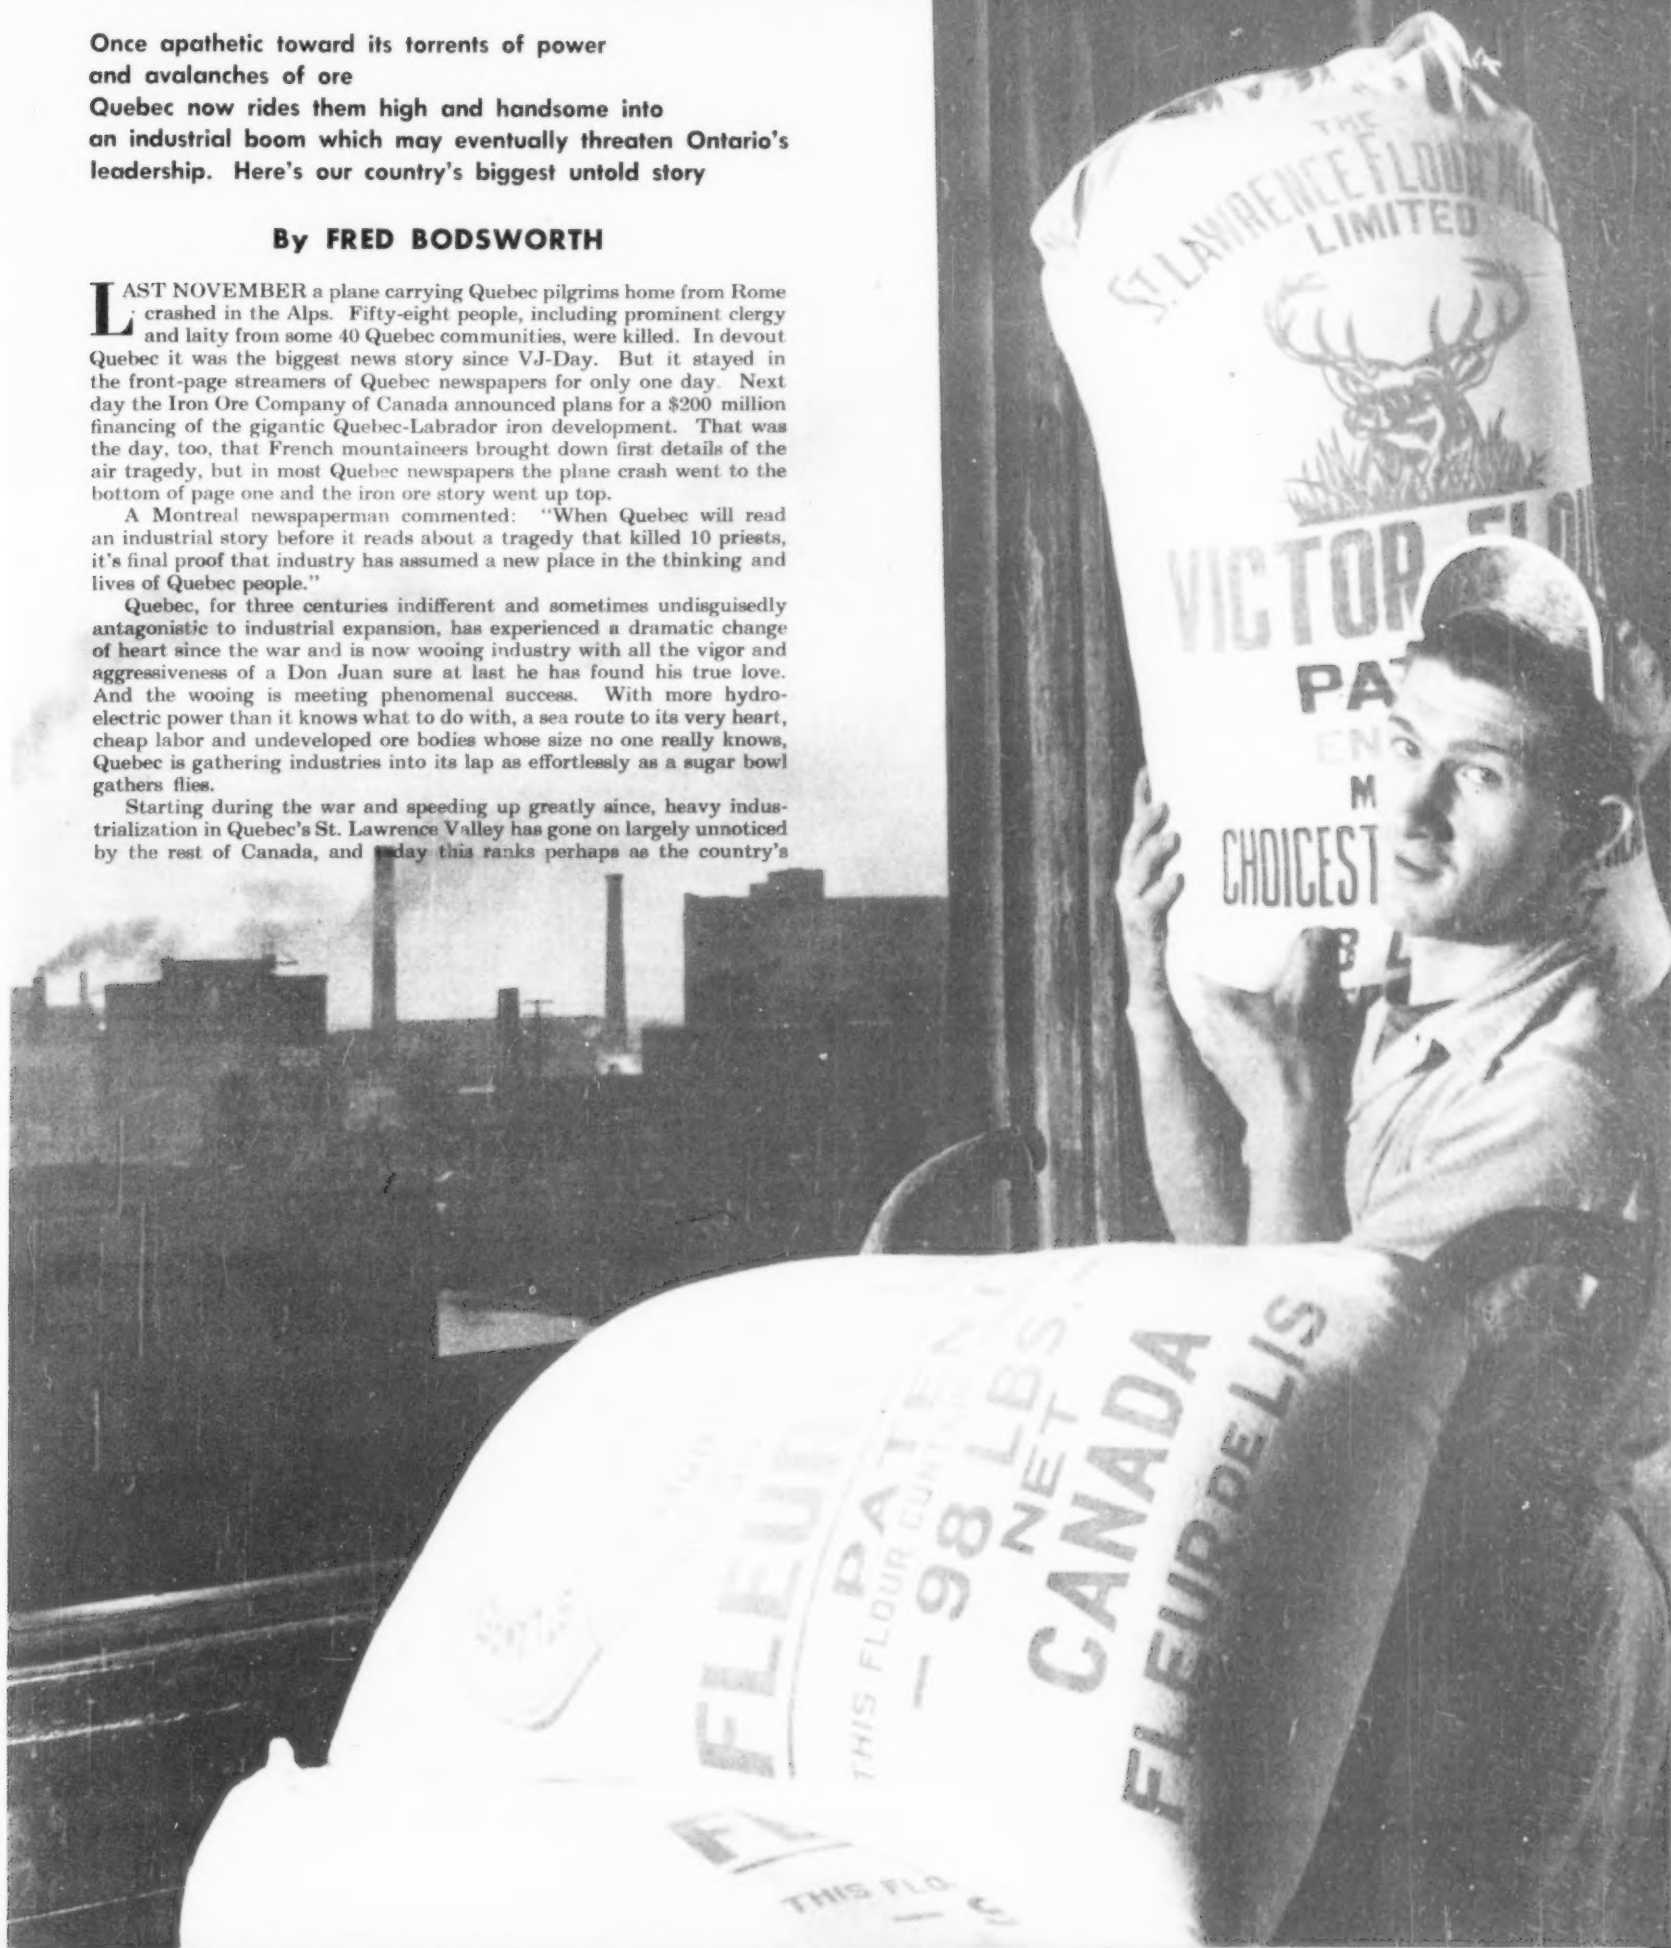 Once apathetic toward its torrents of power
and avalanches of ore
Quebec now rides them high and handsome into
an industrial boom which may eventually threaten Ontario's
leadership. Here's our country's biggest untold story
By FRED BODSWORTH
LAST NOVEMBER a plane carrying Quebec pilgrims home from Rome
crashed in the Alps. Fifty-eight people, including prominent clergy
and laity from some 40 Quebec communities, were killed. In devout
Quebec it was the biggest news story since VJ-Day. But it stayed in
the front-page streamers of Quebec newspapers for only one day. Next
day the Iron Ore Company of Canada announced plans for a $200 million
financing of the gigantic Quebec-Labrador iron development. That was
the day, too, that French mountaineers brought down first details of the
air tragedy, but in most Quebec newspapers the plane crash went to the
bottom of page one and the iron ore story went up top.
A Montreal newspaperman commented: "When Quebec will read
an industrial story before it reads about a tragedy that killed 10 priests,
it's final proof that industry has assumed a new place in the thinking and
lives of Quebec people."
Quebec, for three centuries indifferent and sometimes undisguisedly
antagonistic to industrial expansion, has experienced a dramatic change
of heart since the war and is now wooing industry with all the vigor and
aggressiveness of a Don Juan sure at last he has found his true love.
And the wooing is meeting phenomenal success. With more hydro-
electric power than it knows what to do with, a sea route to its very heart,
cheap labor and undeveloped ore bodies whose size no one really knows,
Quebec is gathering industries into its lap as effortlessly as a sugar bowl
gathers flies.
Starting during the war and speeding up greatly since, heavy indus-
trialization in Quebec's St. Lawrence Valley has gone on largely unnoticed
by the rest of Canada, and today this ranks perhaps as the country's
THE
ST. LAWRENCE FLOUR MILL
LIMITED
VICTOR FLO
PA
EN
M
CHOICEST
B L
FLEUR
PATENT
THIS FLOUR CONT
— 98 LBS.
NET
CANADA
FLEUR DE LIS
FL
THIS FLO